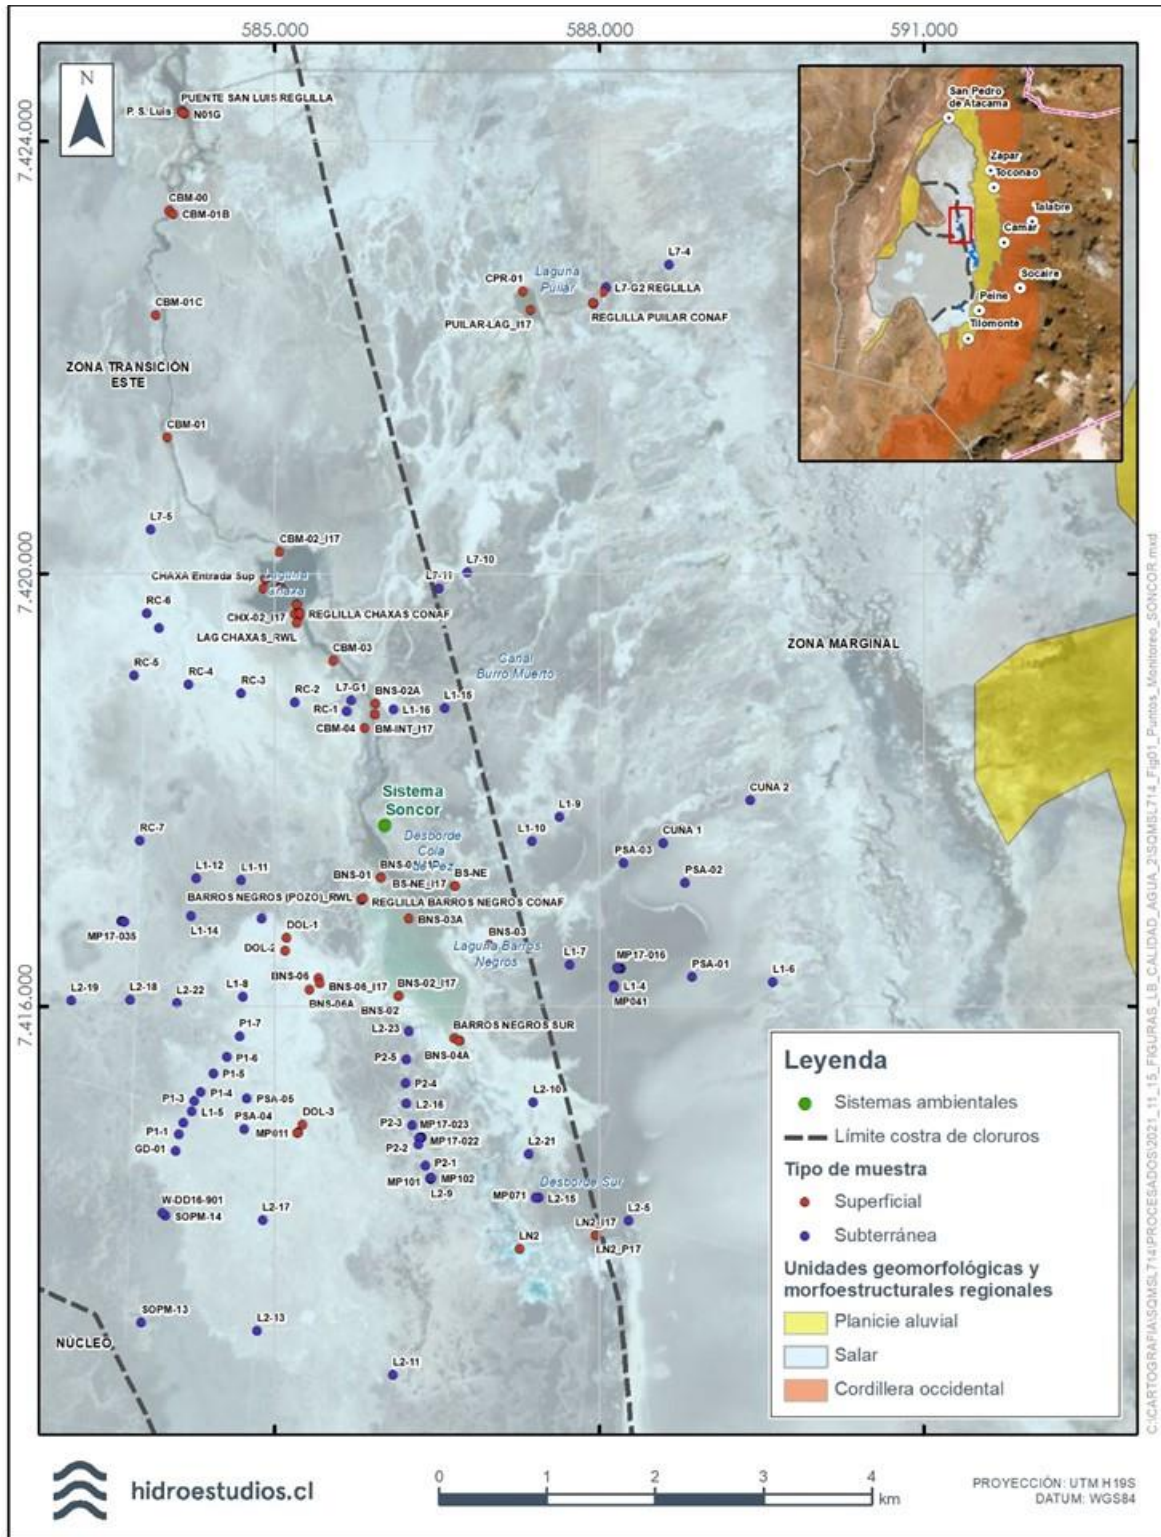 585.000
588.000
591.000
N
PUENTE SAN LUIS REGLILLA
P. S. Luis
N01G
7.424.000
CBM-00
CBM-01B
San Pedro
de Atacama
Zapar
Toconao
Talabre
Camar
Socaire
Peine
Tilomonte
L7-4
CPR-01
Laguna
Puilar
L7-G2 REGLILLA
PUILAR-LAG_I17
REGLILLA PUILAR CONAF
CBM-01C
ZONA TRANSICIÓN
ESTE
CBM-01
L7-5
CBM-02_I17
7.420.000
CHAXA Entrada Sup
Laguna
Chaxa
L7-10
L7-11
RC-6
CHX-02_I17
REGLILLA CHAXAS CONAF
LAG CHAXAS_RWL
ZONA MARGINAL
CBM-03
Canal
Burro Muerto
RC-5
RC-4
RC-3
RC-2
L7-G1
BNS-02A
RC-1
L1-16
L1-15
CBM-04
BM-INT_I17
Sistema
Soncor
CUÑA 2
L1-9
L1-10
CUÑA 1
RC-7
Desborde
Cola
de Pez
PSA-03
L1-12
L1-11
BNS-01
BS-NE
BS-NE_I17
PSA-02
BARROS NEGROS (POZO)_RWL
REGLILLA BARROS NEGROS CONAF
MP17-035
L1-14
DOL-1
BNS-03A
BNS-03
DOL-2
Laguna Barros
Negros
L1-7
MP17-016
PSA-01
L1-6
L1-4
MP041
BNS-06
BNS-06_I17
BNS-06A
BNS-02_I17
BNS-02
L2-19
L2-18
L2-22
L1-8
7.416.000
P1-7
L2-23
BARROS NEGROS SUR
BNS-04A
P1-6
P2-5
P1-5
P2-4
P1-4
P1-3
PSA-05
L2-16
L2-10
L1-5
PSA-04
DOL-3
P2-3
MP17-023
P1-1
MP011
MP17-022
P2-2
GD-01
L2-21
P2-1
MP101
MP102
L2-9
Desborde Sur
MP071
L2-15
W-DD16-901
SOPM-14
L2-17
L2-5
LN2_I17
LN2
LN2_P17
SOPM-13
L2-13
NÚCLEO
L2-11
Leyenda
Sistemas ambientales
Límite costra de cloruros
Tipo de muestra
Superficial
Subterránea
Unidades geomorfológicas y
morfoestructurales regionales
Planicie aluvial
Salar
Cordillera occidental
C:\CARTOGRAFIA\SQMSL714\PROCESADOS\2021_11_15_FIGURAS_LB_CALIDAD_AGUA_2\SQMSL714_Fig01_Puntos_Monitoreo_SONCOR.mxd
hidroestudios.cl
0 1 2 3 4
km
PROYECCIÓN: UTM H19S
DATUM: WGS84